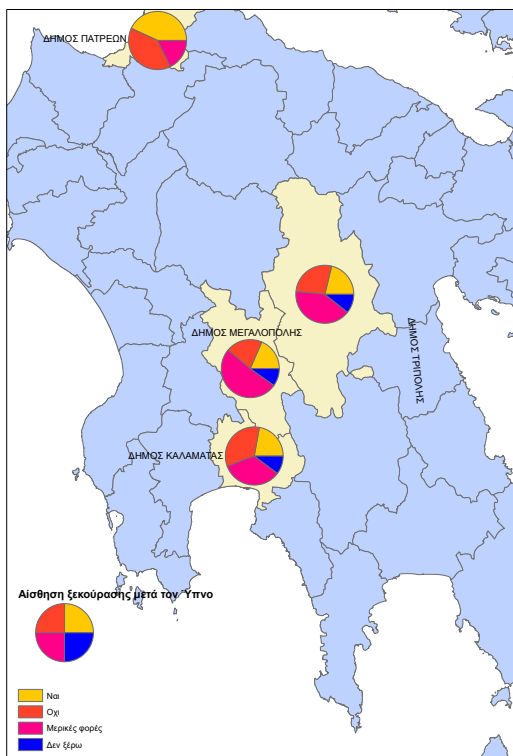 ΔΗΜΟΣ ΠΑΤΡΕΩΝ
ΔΗΜΟΣ ΜΕΓΑΛΟΠΟΛΗΣ
ΔΗΜΟΣ ΤΡΙΠΟΛΗΣ
ΔΗΜΟΣ ΚΑΛΑΜΑΤΑΣ
Αίσθηση ξεκούρασης μετά τον Ύπνο
Ναι
Οχι
Μερικές φορές
Δεν ξέρω